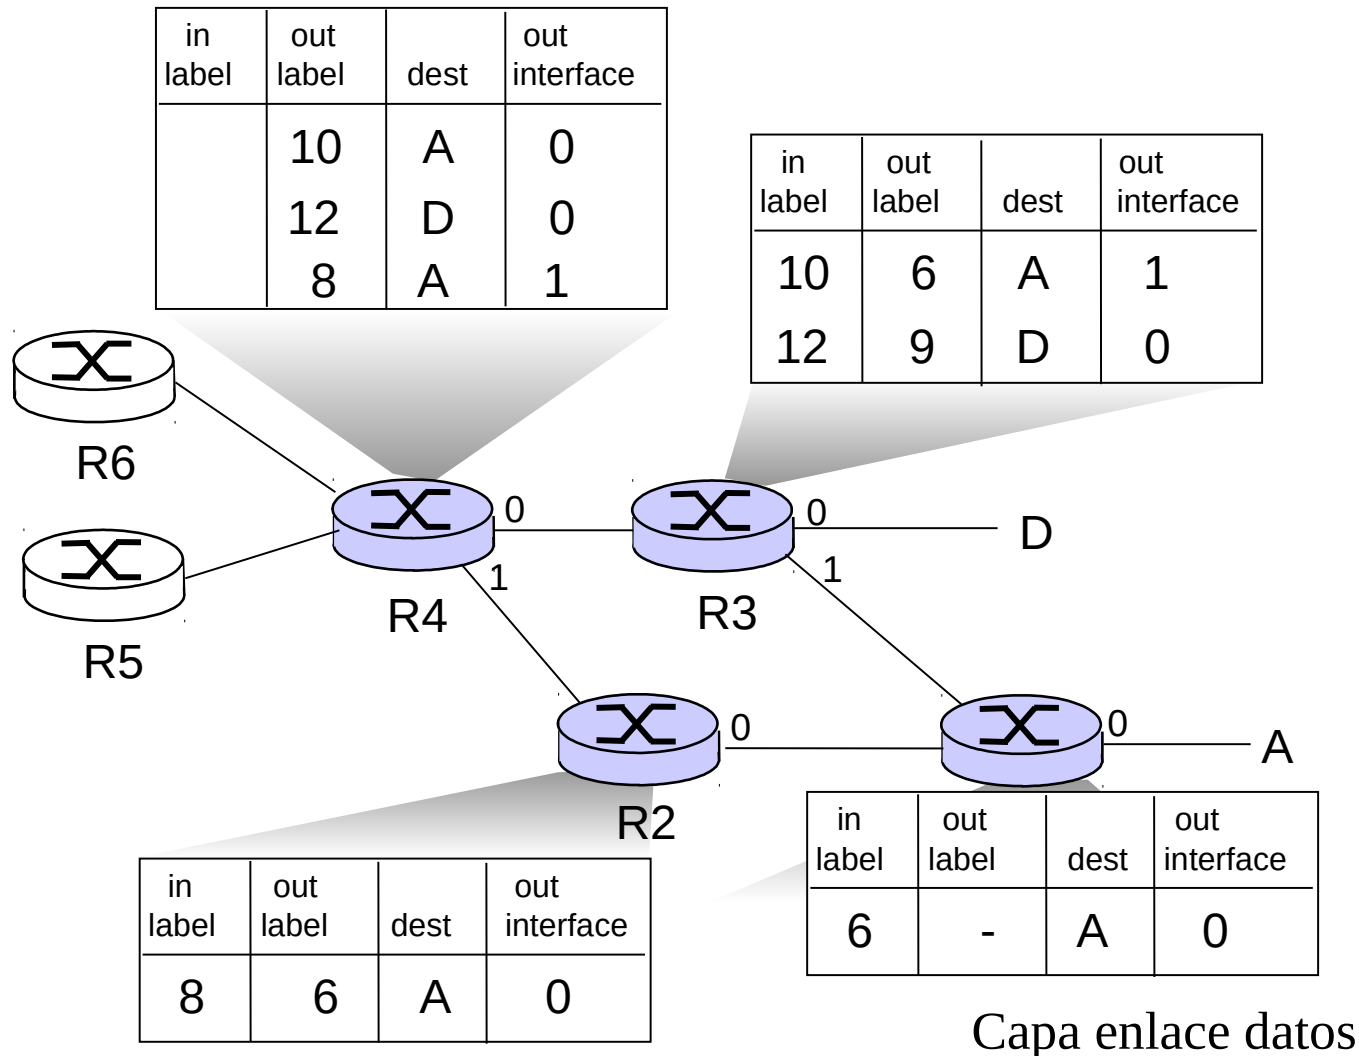 in out out
label label dest interface
10 A 0
12 D 0
8 A 1
in out out
label label dest interface
10 6 A 1
12 9 D 0
R6
R5
0
1
R4
0
1
R3
D
0
R2
0
A
in out out
label label dest interface
8 6 A 0
in out out
label label dest interface
6 - A 0
Capa enlace datos